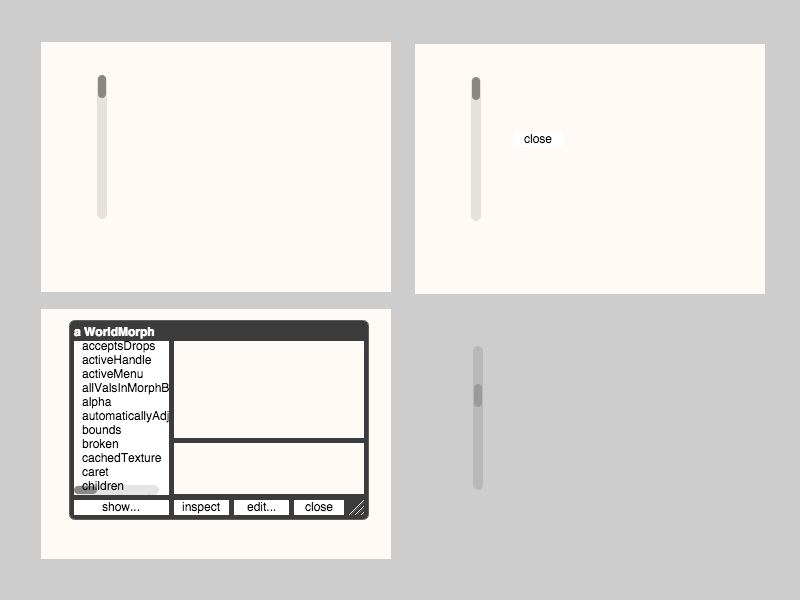 close
a WorldMorph
acceptsDrops
activeHandle
activeMenu
allValsInMorphB
alpha
automaticallyAdj
bounds
broken
cachedTexture
caret
children
show... inspect edit... close